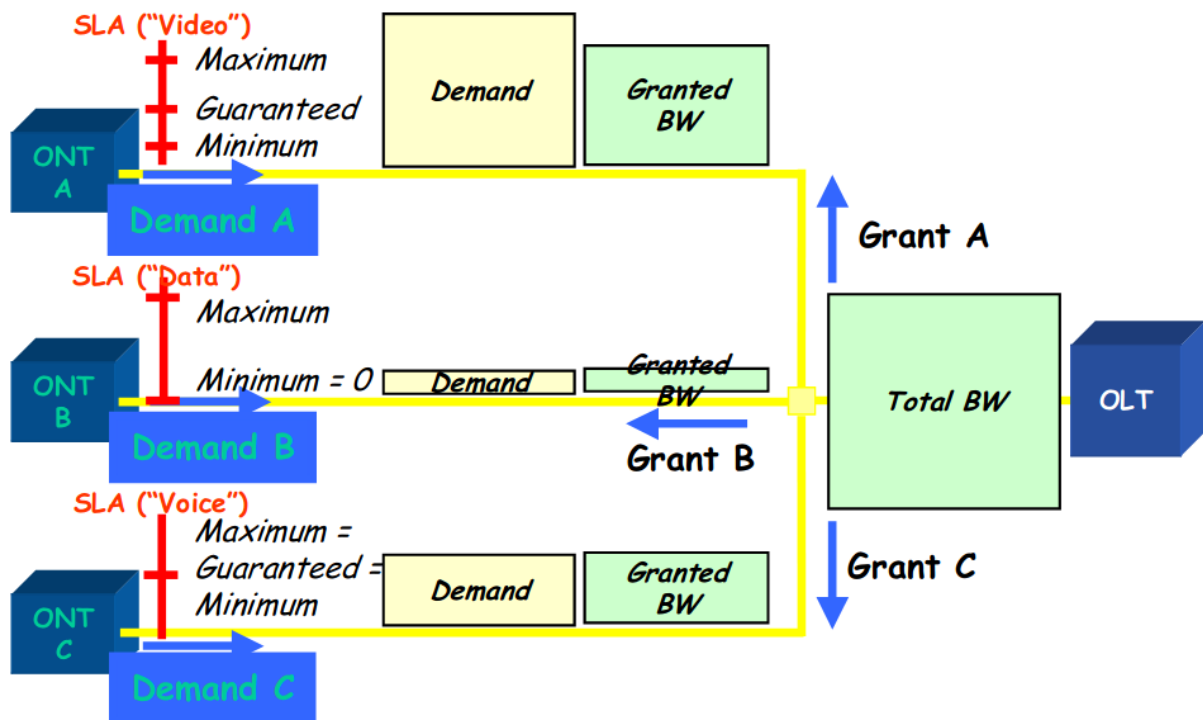 SLA (“Video”)
Maximum
Guaranteed
Minimum
ONT
A
Demand A
Demand
Granted
BW
Grant A
SLA (“Data”)
Maximum
Minimum = 0
ONT
B
Demand B
Demand
Granted
BW
Grant B
Total BW
OLT
SLA (“Voice”)
Maximum =
Guaranteed =
Minimum
ONT
C
Demand C
Demand
Granted
BW
Grant C